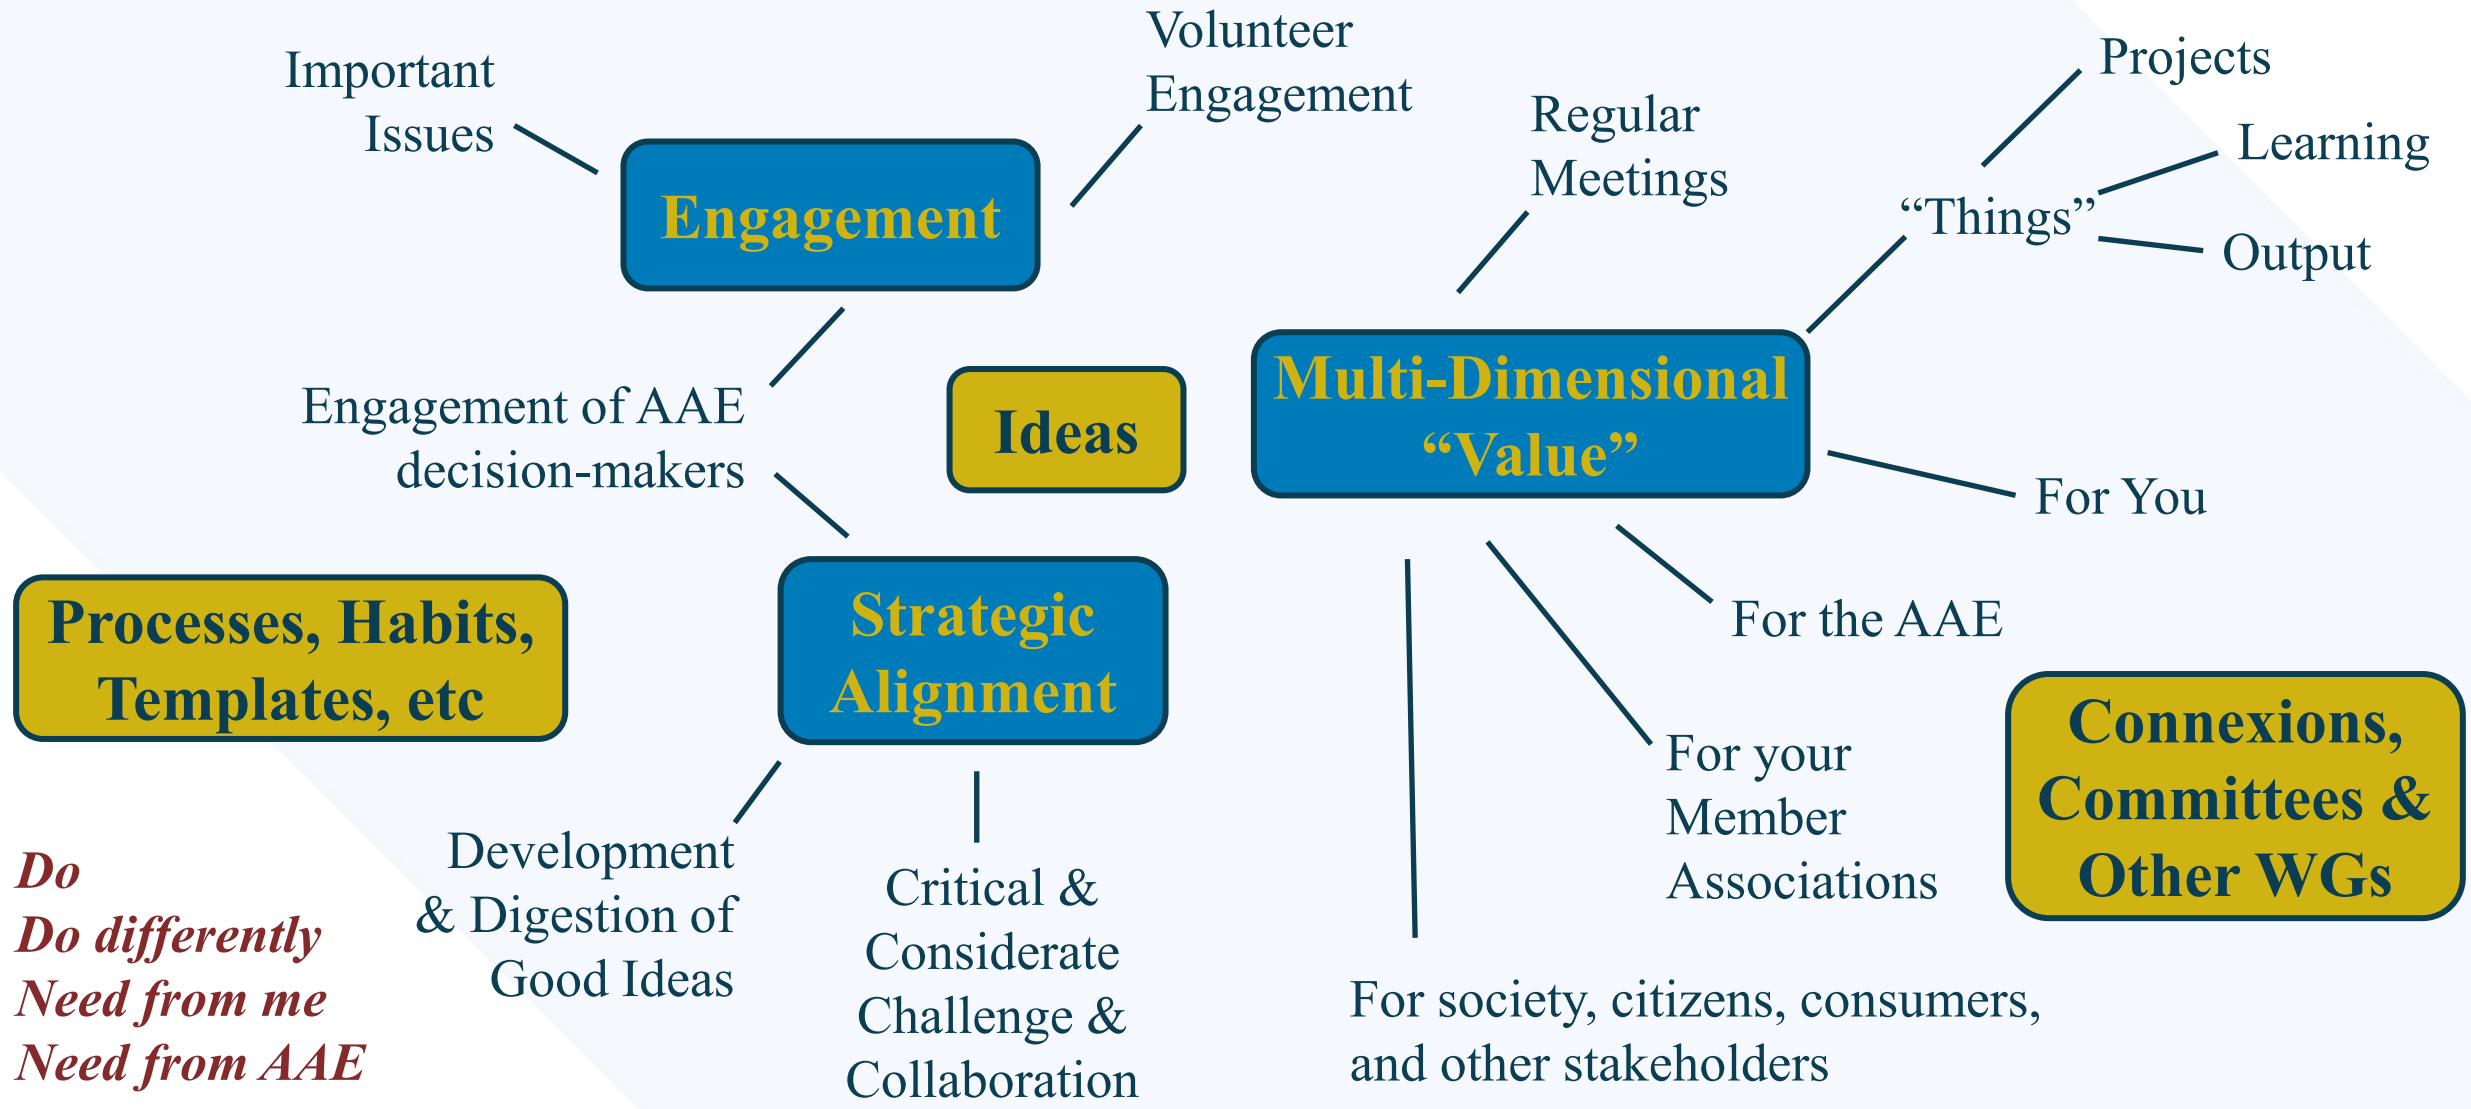 Important
Issues
Volunteer
Engagement
Engagement
Regular
Meetings
Projects
Learning
“Things”
Output
Engagement of AAE
decision-makers
Ideas
Multi-Dimensional
“Value”
For You
For the AAE
Processes, Habits,
Templates, etc
Strategic
Alignment
For your
Member
Associations
Connexions,
Committees &
Other WGs
Do
Do differently
Need from me
Need from AAE
Development
& Digestion of
Good Ideas
Critical &
Considerate
Challenge &
Collaboration
For society, citizens, consumers,
and other stakeholders